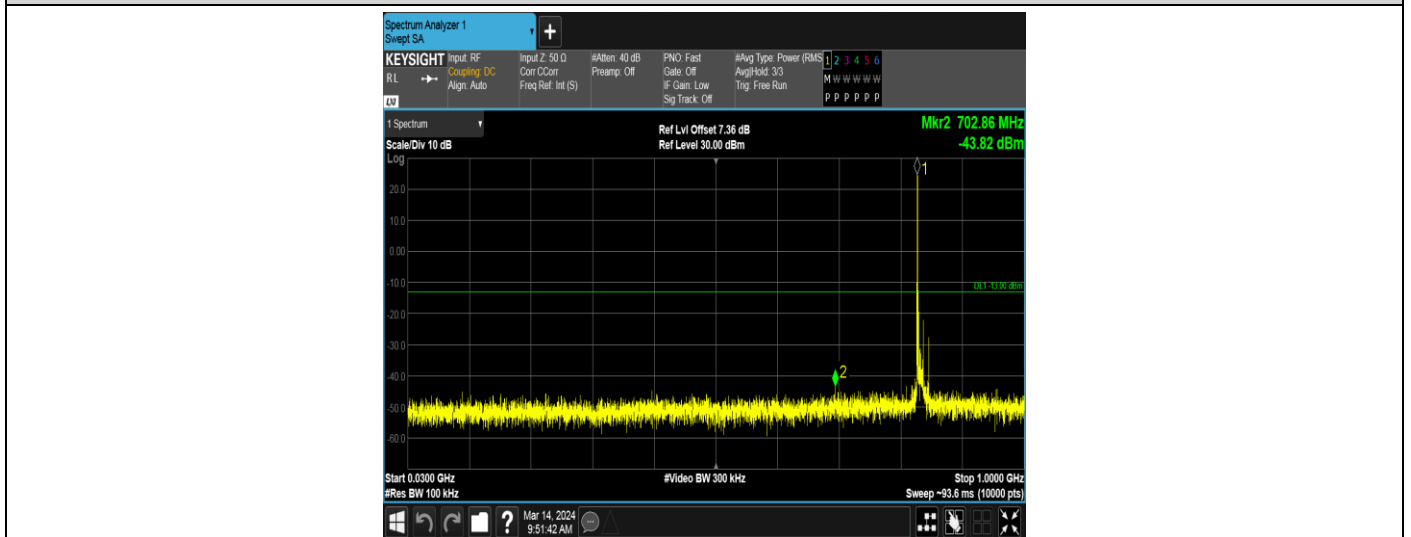 Spectrum Analyzer 1
Swept SA
+
KEYSIGHT Input: RF Input Z: 50 Ω #Atten: 40 dB PNO: Fast #Avg Type: Power (RMS 1 2 3 4 5 6
RL Coupling: DC Corr CCorr Preamp: Off Gate: Off Avg|Hold: 3/3 M W W W W W
Align: Auto Freq Ref: Int (S) IF Gain: Low Trig: Free Run
Sig Track: Off P P P P P P
1 Spectrum Ref Lvl Offset 7.36 dB Mkr2 702.86 MHz
Scale/Div 10 dB Ref Level 30.00 dBm -43.82 dBm
Log
1
20.0
10.0
0.00
-10.0
DL1 -13.00 dBm
-20.0
-30.0
-40.0
2
-50.0
-60.0
Start 0.0300 GHz #Video BW 300 kHz Stop 1.0000 GHz
#Res BW 100 kHz Sweep ~93.6 ms (10000 pts)
? Mar 14, 2024
9:51:42 AM